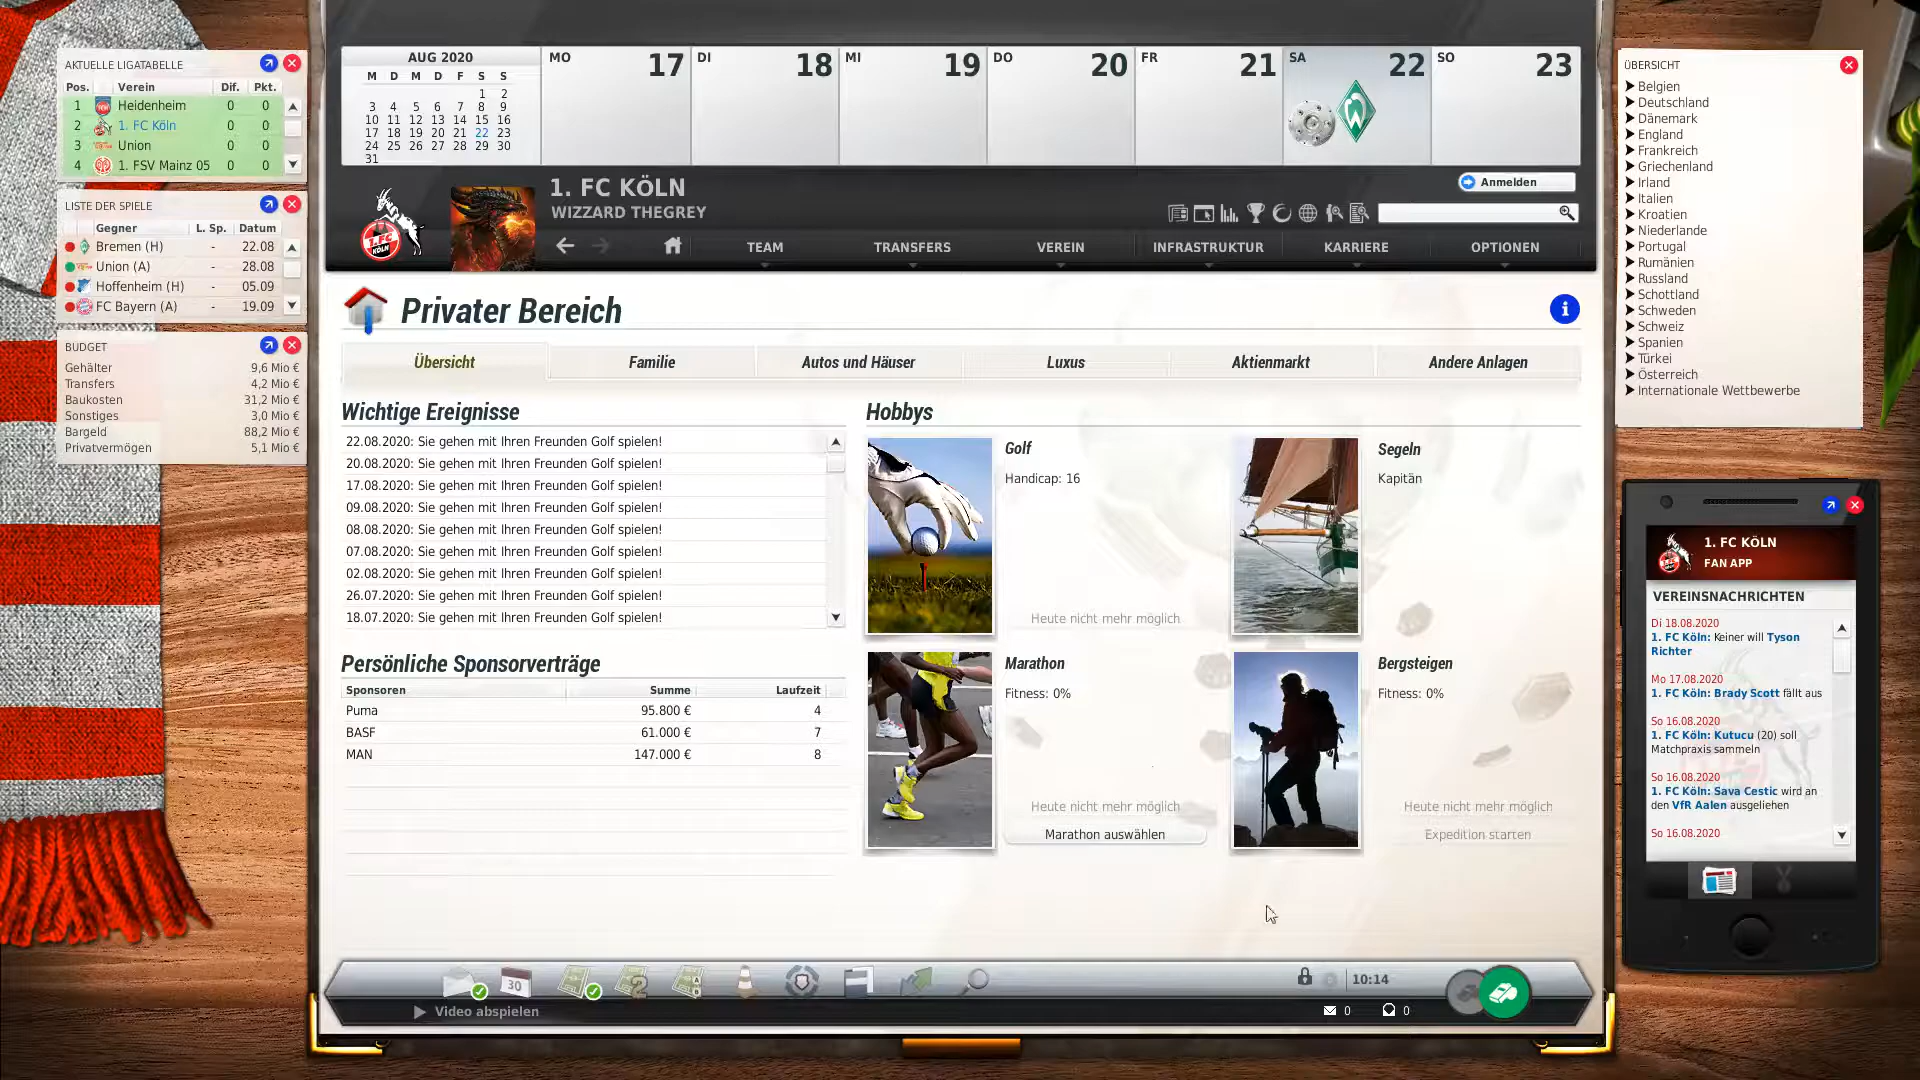 AKTUELLE LIGATABELLE
Pos. Verein Dif. Pkt.
1 Heidenheim 0 0
2 1. FC Köln 0 0
3 Union 0 0
4 1. FSV Mainz 05 0 0
LISTE DER SPIELE
Gegner L. Sp. Datum
Bremen (H) - 22.08
Union (A) - 28.08
Hoffenheim (H) - 05.09
FC Bayern (A) - 19.09
BUDGET
Gehälter 9,6 Mio €
Transfers 4,2 Mio €
Baukosten 31,2 Mio €
Sonstiges 3,0 Mio €
Bargeld 88,2 Mio €
Privatvermögen 5,1 Mio €
AUG 2020
M D M D F S S
1 2
3 4 5 6 7 8 9
10 11 12 13 14 15 16
17 18 19 20 21 22 23
24 25 26 27 28 29 30
31
MO 17 DI 18 MI 19 DO 20 FR 21 SA 22 SO 23
1. FC KÖLN
WIZZARD THEGREY
Anmelden
TEAM TRANSFERS VEREIN INFRASTRUKTUR KARRIERE OPTIONEN
Privater Bereich
Übersicht Familie Autos und Häuser Luxus Aktienmarkt Andere Anlagen
Wichtige Ereignisse
22.08.2020: Sie gehen mit Ihren Freunden Golf spielen!
20.08.2020: Sie gehen mit Ihren Freunden Golf spielen!
17.08.2020: Sie gehen mit Ihren Freunden Golf spielen!
09.08.2020: Sie gehen mit Ihren Freunden Golf spielen!
08.08.2020: Sie gehen mit Ihren Freunden Golf spielen!
07.08.2020: Sie gehen mit Ihren Freunden Golf spielen!
02.08.2020: Sie gehen mit Ihren Freunden Golf spielen!
26.07.2020: Sie gehen mit Ihren Freunden Golf spielen!
18.07.2020: Sie gehen mit Ihren Freunden Golf spielen!
Persönliche Sponsorverträge
Sponsoren Summe Laufzeit
Puma 95.800 € 4
BASF 61.000 € 7
MAN 147.000 € 8
Hobbys
Golf
Handicap: 16
Heute nicht mehr möglich
Segeln
Kapitän
Marathon
Fitness: 0%
Heute nicht mehr möglich
Marathon auswählen
Bergsteigen
Fitness: 0%
Heute nicht mehr möglich
Expedition starten
30
2
10:14
Video abspielen
0 0
ÜBERSICHT
Belgien
Deutschland
Dänemark
England
Frankreich
Griechenland
Irland
Italien
Kroatien
Niederlande
Portugal
Rumänien
Russland
Schottland
Schweden
Schweiz
Spanien
Türkei
Österreich
Internationale Wettbewerbe
1. FC KÖLN
FAN APP
VEREINSNACHRICHTEN
Di 18.08.2020
1. FC Köln: Keiner will Tyson
Richter
Mo 17.08.2020
1. FC Köln: Brady Scott fällt aus
So 16.08.2020
1. FC Köln: Kutucu (20) soll
Matchpraxis sammeln
So 16.08.2020
1. FC Köln: Sava Cestic wird an
den VfR Aalen ausgeliehen
So 16.08.2020